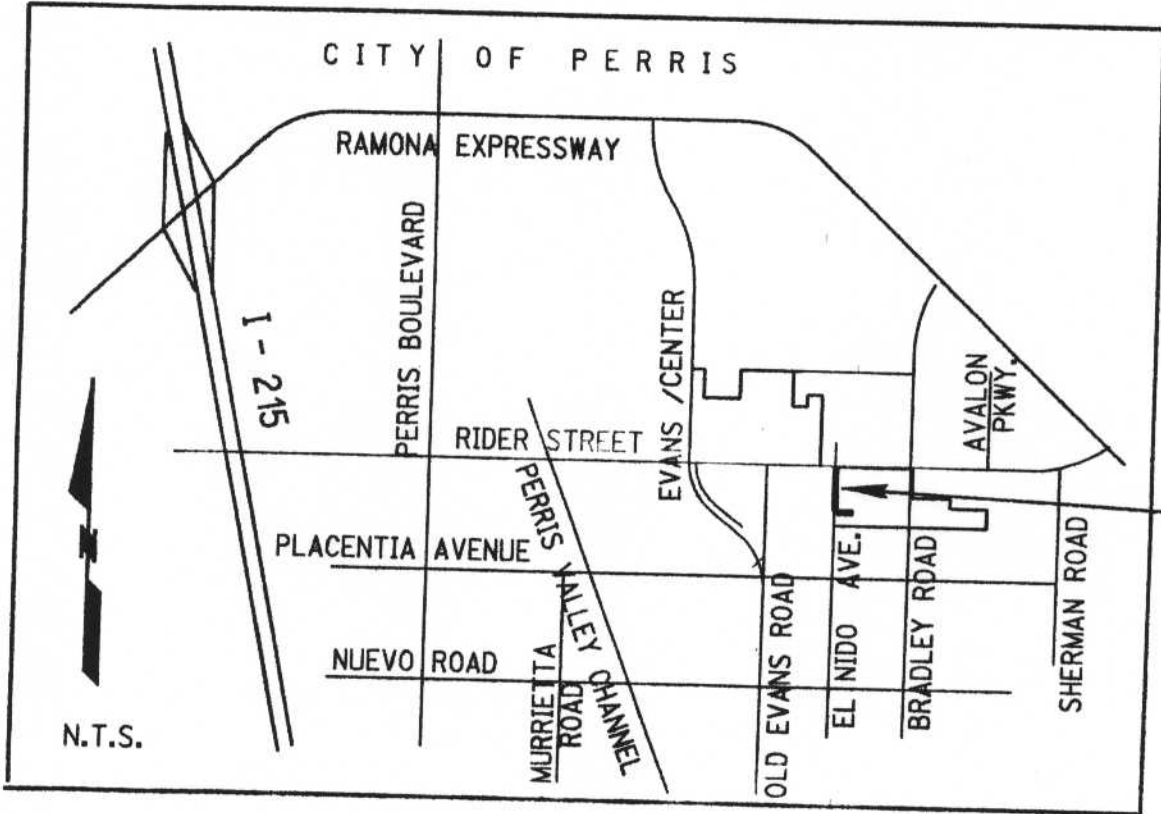 CITY OF PERRIS
RAMONA EXPRESSWAY
PERRIS BOULEVARD
I-215
EVANS/CENTER
AVALON
PKWY.
RIDER STREET
PERRIS VALLEY CHANNEL
PLACENTIA AVENUE
N
NUEVO ROAD
MURRIETTA
ROAD
OLD EVANS ROAD
EL NIDO AVE.
BRADLEY ROAD
SHERMAN ROAD
N.T.S.